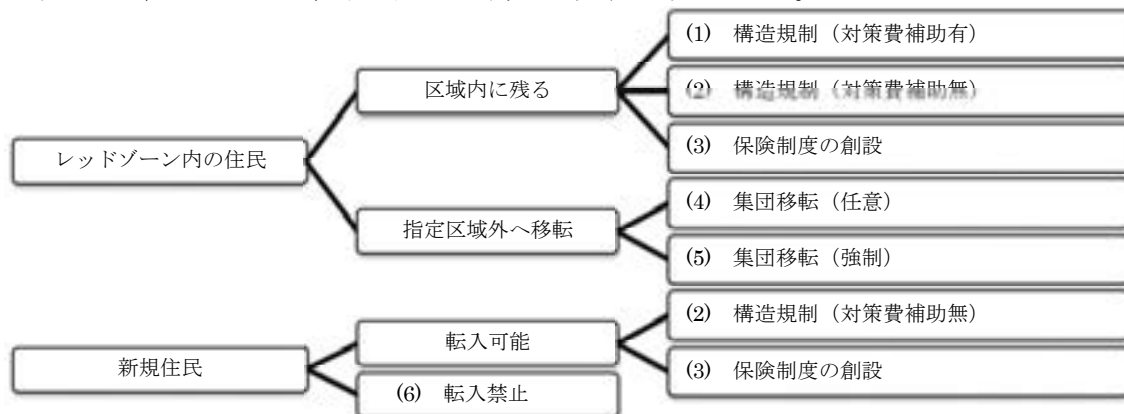 (1) 構造規制（対策費補助有）
区域内に残る
(2) 構造規制（対策費補助無）
レッドゾーン内の住民
(3) 保険制度の創設
(4) 集団移転（任意）
指定区域外へ移転
(5) 集団移転（強制）
(2) 構造規制（対策費補助無）
転入可能
新規住民
(3) 保険制度の創設
(6) 転入禁止